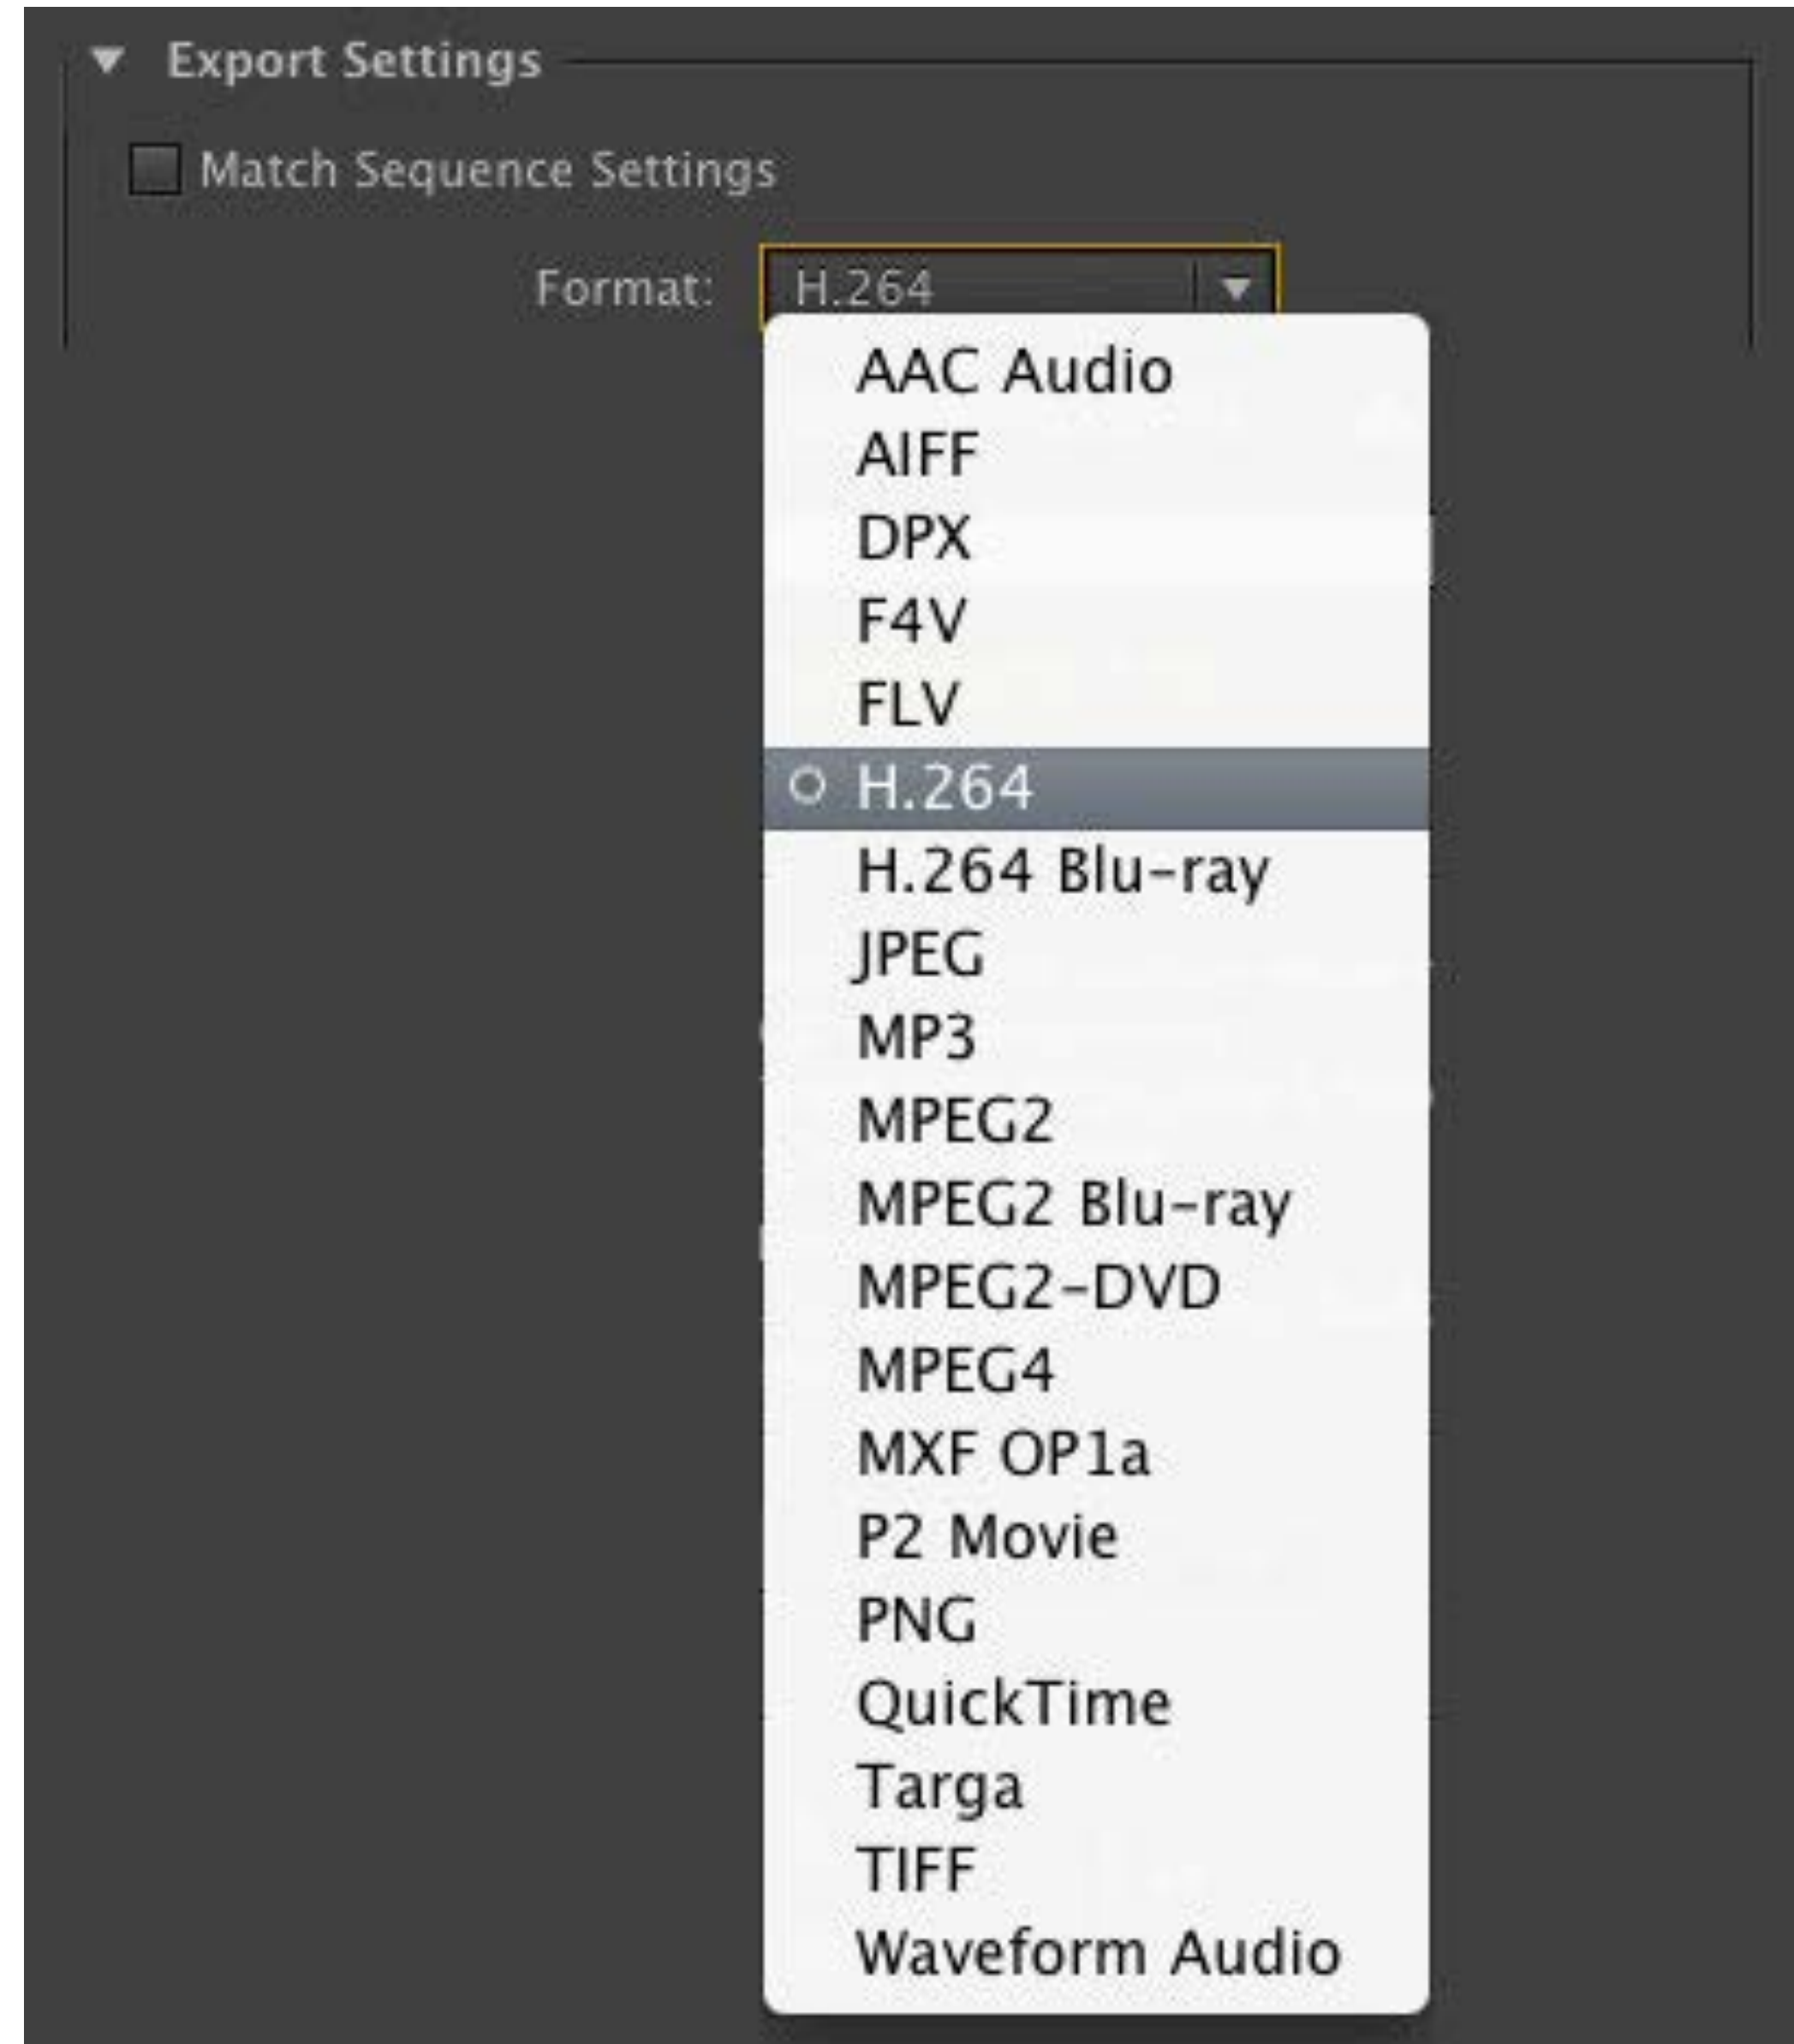 Export Settings
Match Sequence Settings
Format: H.264
AAC Audio
AIFF
DPX
F4V
FLV
H.264
H.264 Blu-ray
JPEG
MP3
MPEG2
MPEG2 Blu-ray
MPEG2-DVD
MPEG4
MXF OP1a
P2 Movie
PNG
QuickTime
Targa
TIFF
Waveform Audio